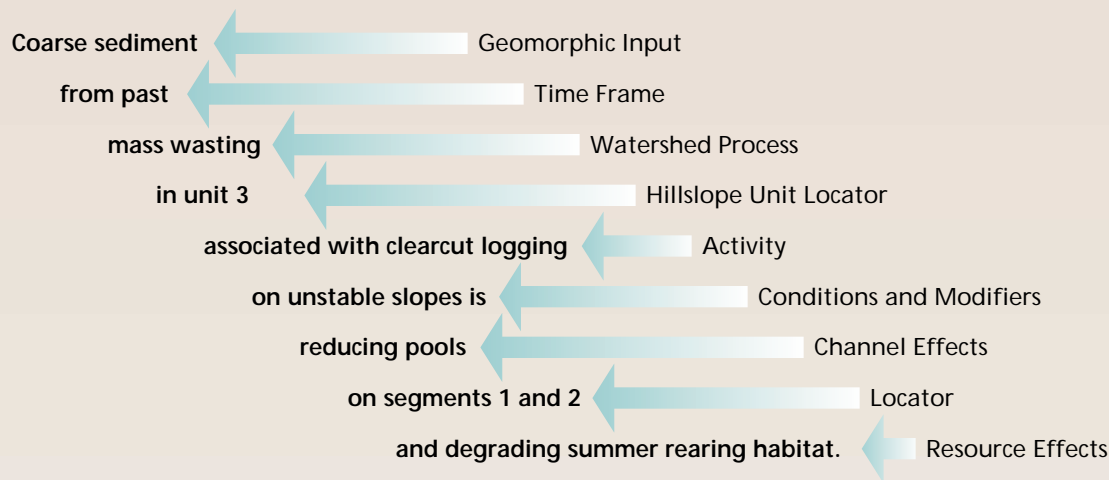 Coarse sediment Geomorphic Input
from past Time Frame
mass wasting Watershed Process
in unit 3 Hillslope Unit Locator
associated with clearcut logging Activity
on unstable slopes is Conditions and Modifiers
reducing pools Channel Effects
on segments 1 and 2 Locator
and degrading summer rearing habitat. Resource Effects